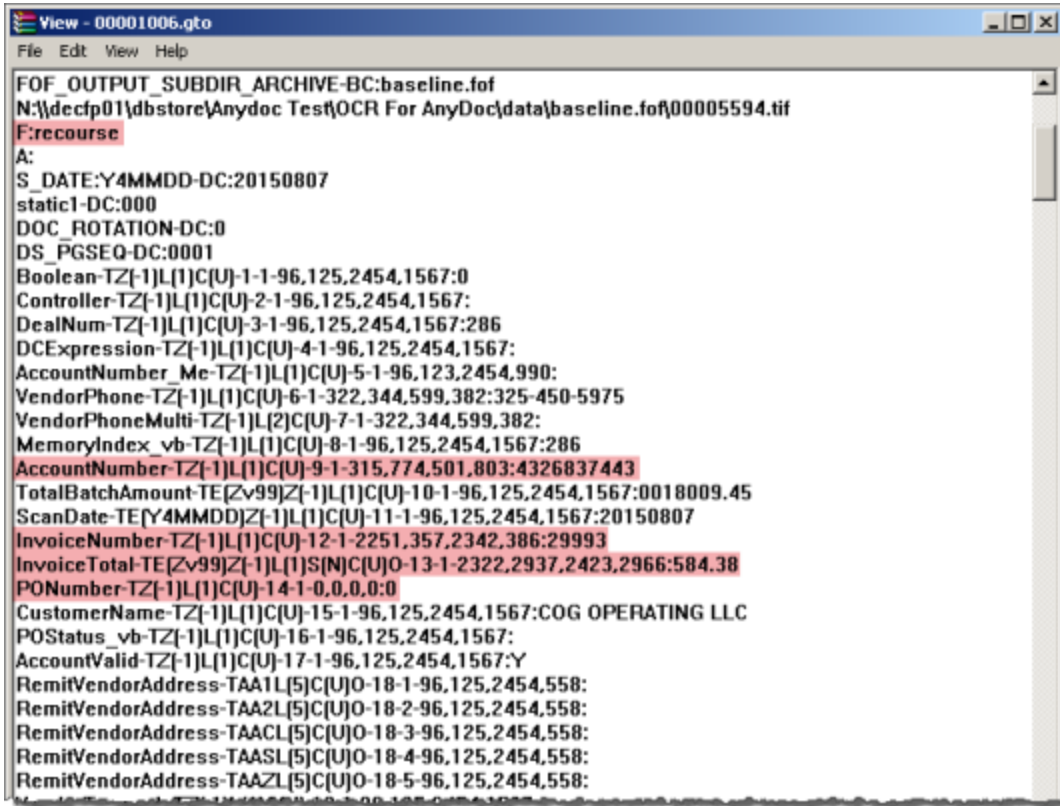 View - 00001006.gto
File Edit View Help
FOF_OUTPUT_SUBDIR_ARCHIVE-BC:baseline.fof
N:\\decfp01\dbstore\Anydoc Test\OCR For AnyDoc\data\baseline.fof\00005594.tif
F:recourse
A:
S_DATE:Y4MMDD-DC:20150807
static1-DC:000
DOC_ROTATION-DC:0
DS_PGSEQ-DC:0001
Boolean-TZ(-1)L(1)C(U)-1-1-96,125,2454,1567:0
Controller-TZ(-1)L(1)C(U)-2-1-96,125,2454,1567:
DealNum-TZ(-1)L(1)C(U)-3-1-96,125,2454,1567:286
DCExpression-TZ(-1)L(1)C(U)-4-1-96,125,2454,1567:
AccountNumber_Me-TZ(-1)L(1)C(U)-5-1-96,123,2454,990:
VendorPhone-TZ(-1)L(1)C(U)-6-1-322,344,599,382:325-450-5975
VendorPhoneMulti-TZ(-1)L(2)C(U)-7-1-322,344,599,382:
MemoryIndex_vb-TZ(-1)L(1)C(U)-8-1-96,125,2454,1567:286
AccountNumber-TZ(-1)L(1)C(U)-9-1-315,774,501,803:4326837443
TotalBatchAmount-TE(Zv99)Z(-1)L(1)C(U)-10-1-96,125,2454,1567:0018009.45
ScanDate-TE(Y4MMDD)Z(-1)L(1)C(U)-11-1-96,125,2454,1567:20150807
InvoiceNumber-TZ(-1)L(1)C(U)-12-1-2251,357,2342,386:29993
InvoiceTotal-TE(Zv99)Z(-1)L(1)S(N)C(U)O-13-1-2322,2937,2423,2966:584.38
PONumber-TZ(-1)L(1)C(U)-14-1-0,0,0,0:0
CustomerName-TZ(-1)L(1)C(U)-15-1-96,125,2454,1567:COG OPERATING LLC
POStatus_vb-TZ(-1)L(1)C(U)-16-1-96,125,2454,1567:
AccountValid-TZ(-1)L(1)C(U)-17-1-96,125,2454,1567:Y
RemitVendorAddress-TAA1L(5)C(U)O-18-1-96,125,2454,558:
RemitVendorAddress-TAA2L(5)C(U)O-18-2-96,125,2454,558:
RemitVendorAddress-TAACL(5)C(U)O-18-3-96,125,2454,558:
RemitVendorAddress-TAASL(5)C(U)O-18-4-96,125,2454,558:
RemitVendorAddress-TAAZL(5)C(U)O-18-5-96,125,2454,558: